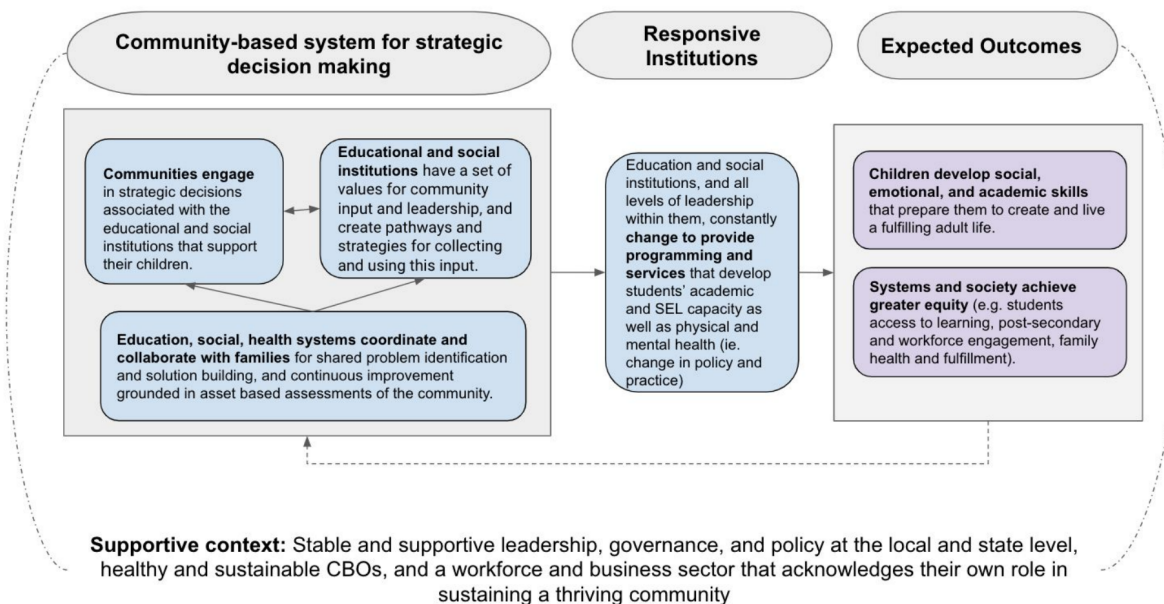 Community-based system for strategic
decision making
Responsive
Institutions
Expected Outcomes
Communities engage
in strategic decisions
associated with the
educational and social
institutions that support
their children.
Educational and social
institutions have a set of
values for community
input and leadership, and
create pathways and
strategies for collecting
and using this input.
Education, social, health systems coordinate and
collaborate with families for shared problem identification
and solution building, and continuous improvement
grounded in asset based assessments of the community.
Education and social
institutions, and all
levels of leadership
within them, constantly
change to provide
programming and
services that develop
students’ academic
and SEL capacity as
well as physical and
mental health (ie.
change in policy and
practice)
Children develop social,
emotional, and academic skills
that prepare them to create and live
a fulfilling adult life.
Systems and society achieve
greater equity (e.g. students
access to learning, post-secondary
and workforce engagement, family
health and fulfillment).
Supportive context: Stable and supportive leadership, governance, and policy at the local and state level,
healthy and sustainable CBOs, and a workforce and business sector that acknowledges their own role in
sustaining a thriving community